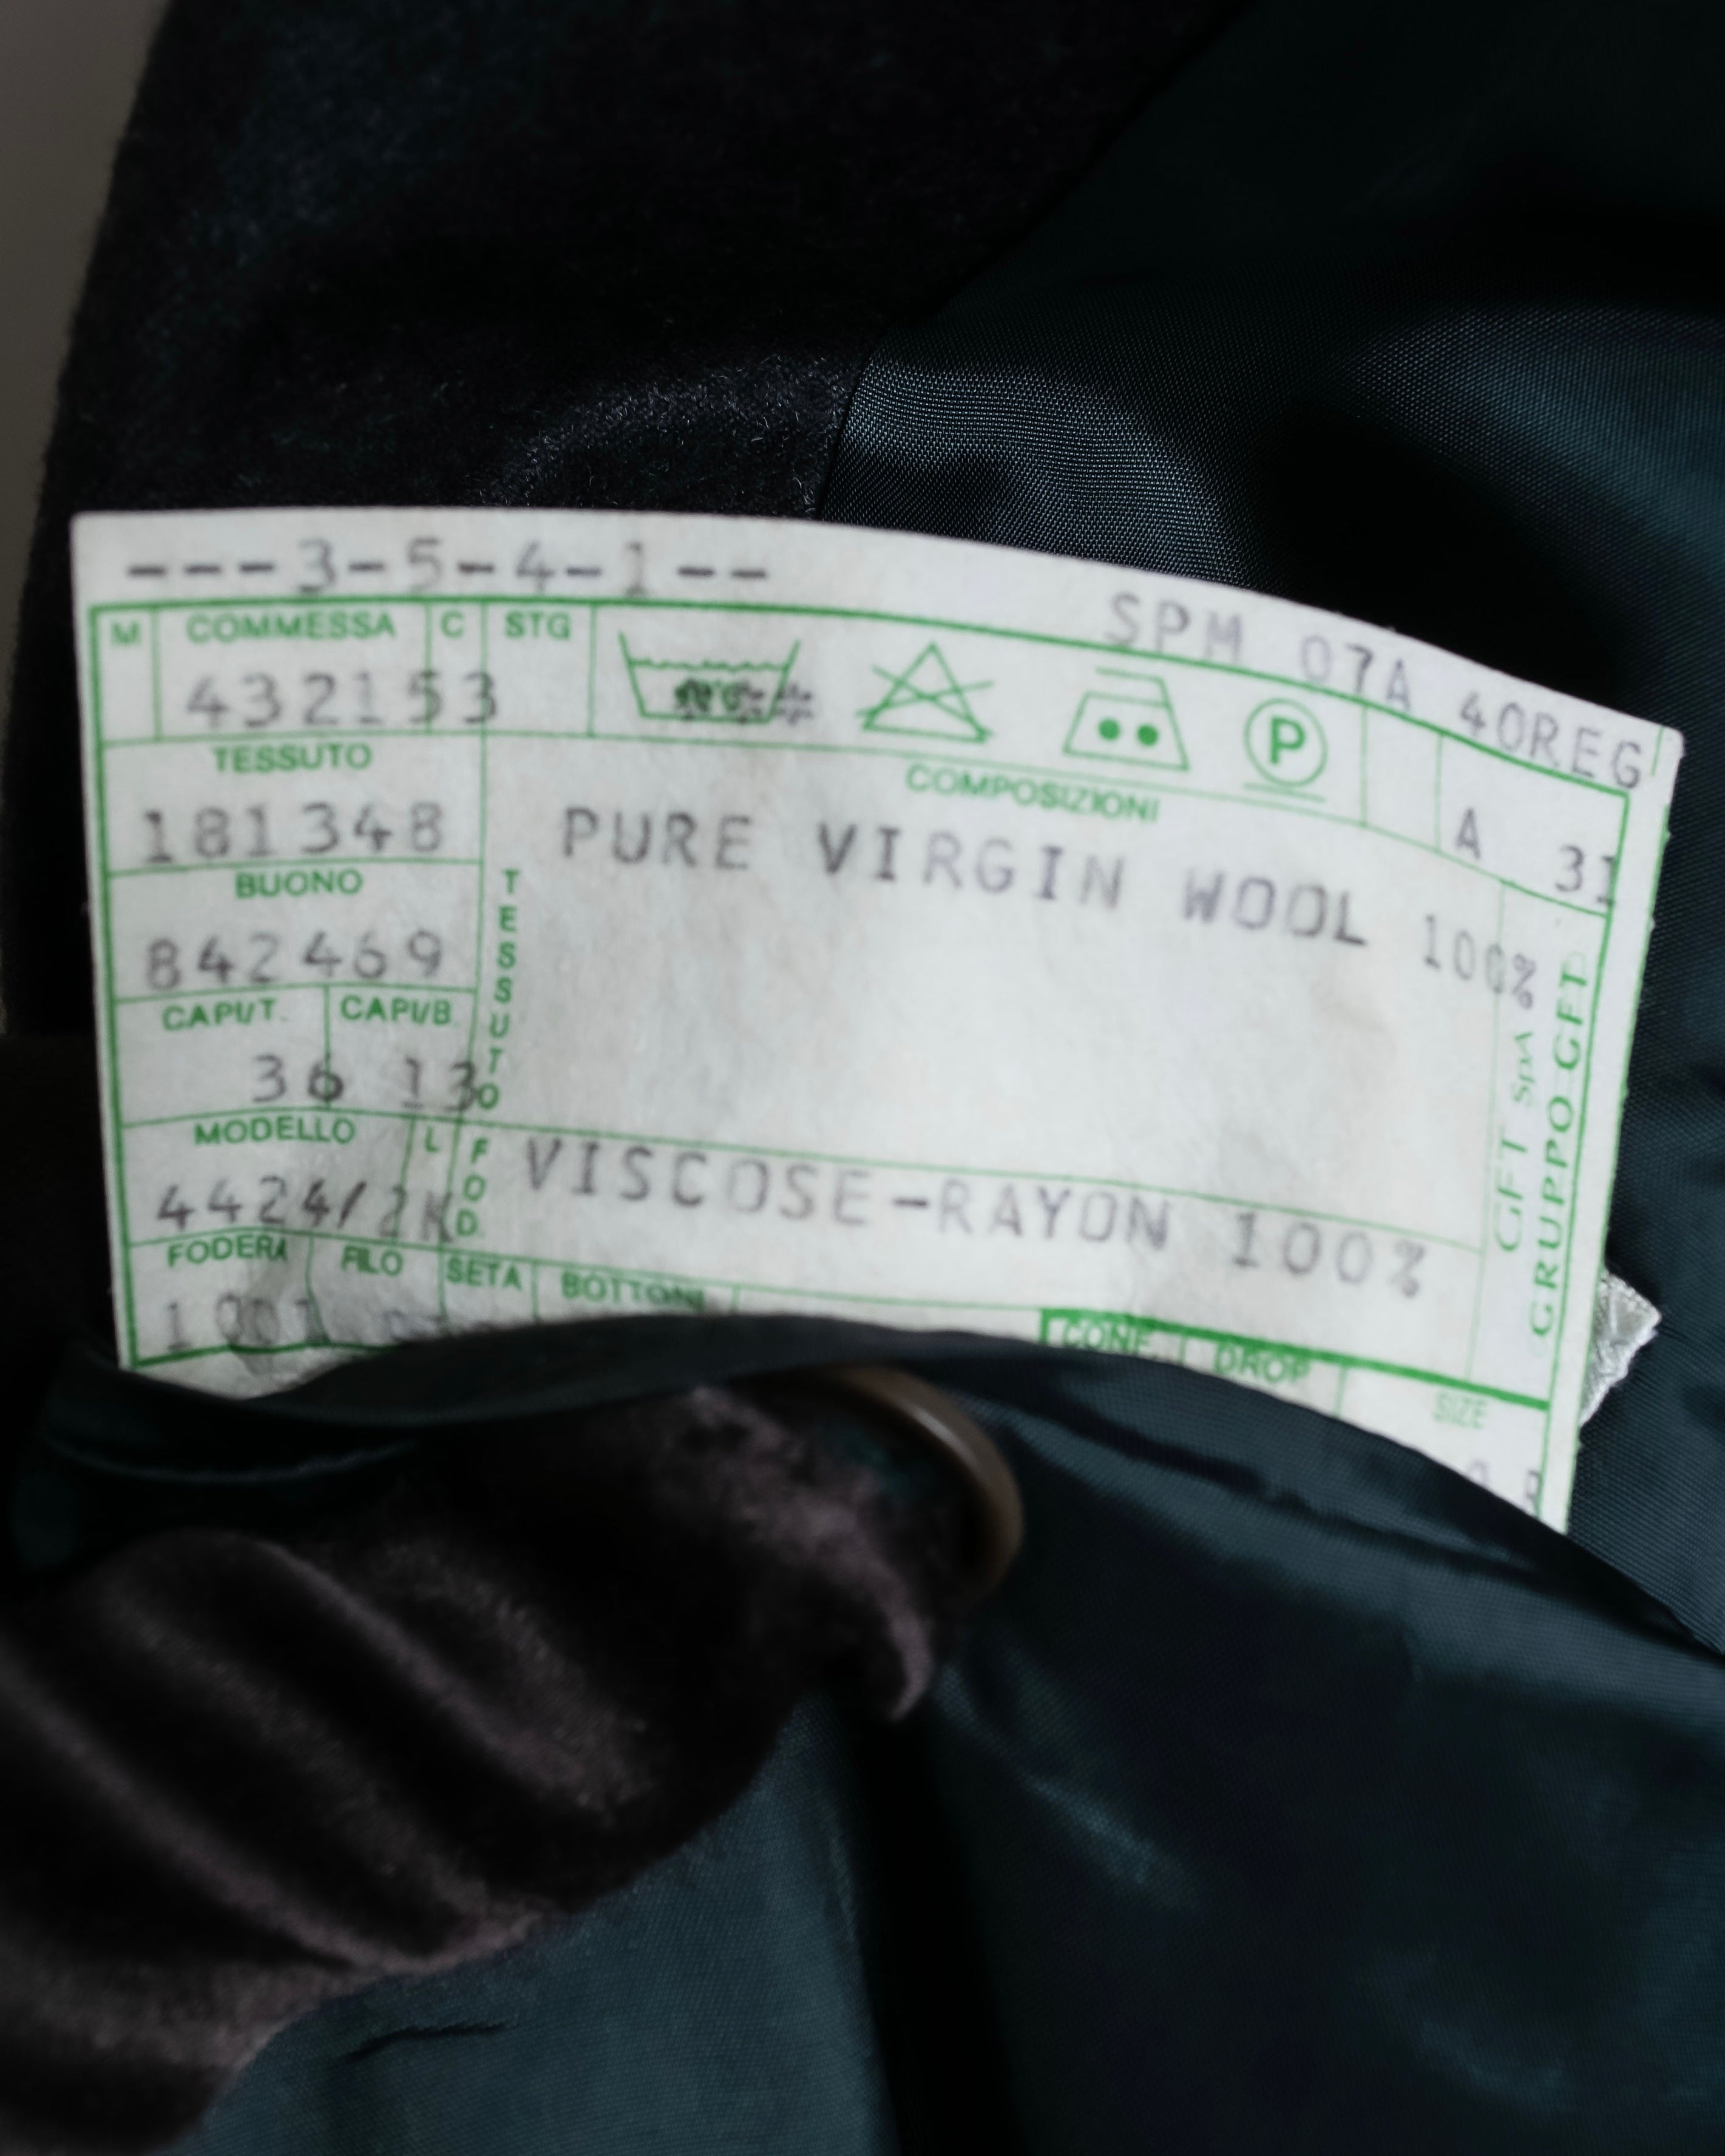 ---3-5-4-1--
SPM 07A 40REG
M COMMESSA C STG
432153
P
A 31
TESSUTO
181348
COMPOSIZIONI
PURE VIRGIN WOOL 100%
BUONO
842469
TESSUTO
CAPI/T. CAPI/B
36 13
MODELLO L
4424/2K
FOD.
VISCOSE-RAYON 100%
GFT SpA
GRUPPO GFT
FODERA FILO SETA BOTTONI
CONF. DROP
SIZE